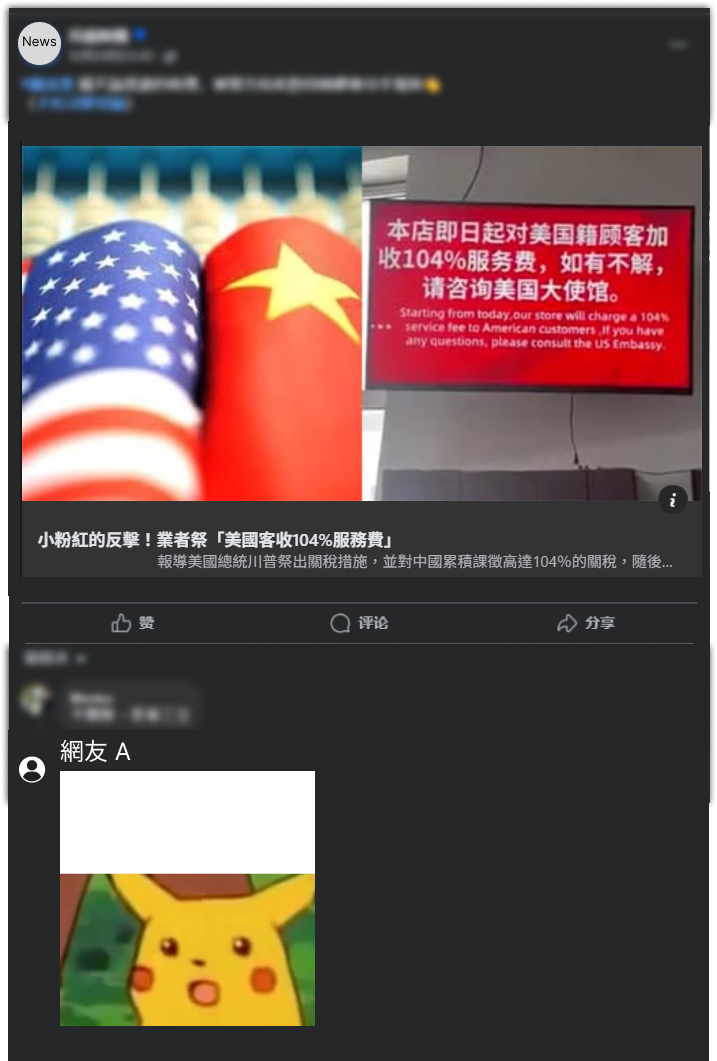 News
本店即日起对美国籍顾客加
收104%服务费，如有不解，
请咨询美国大使馆。
Starting from today,our store will charge a 104%
service fee to American customers ,If you have
any questions, please consult the US Embassy.
小粉紅的反擊！業者祭「美國客收104%服務費」
報導美國總統川普祭出關稅措施，並對中國累積課徵高達104%的關稅，隨後...
赞
评论
分享
網友 A